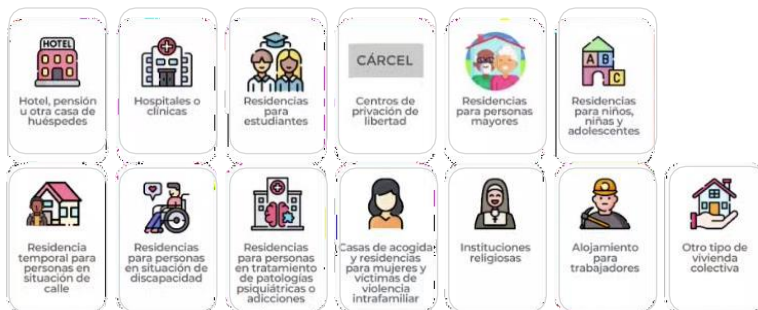 HOTEL
Hotel, pensión
u otra casa de
huéspedes
Hospitales o
clínicas
Residencias
para
estudiantes
CÁRCEL
Centros de
privación de
libertad
Residencias
para personas
mayores
A B
C
Residencias
para niños,
niñas y
adolescentes
Residencia
temporal para
personas en
situación de
calle
Residencias
para personas
en situación de
discapacidad
Residencias
para personas
en tratamiento
de patologías
psiquiátricas o
adicciones
Casas de acogida
y residencias
para mujeres y
víctimas de
violencia
intrafamiliar
Instituciones
religiosas
Alojamiento
para
trabajadores
Otro tipo de
vivienda
colectiva